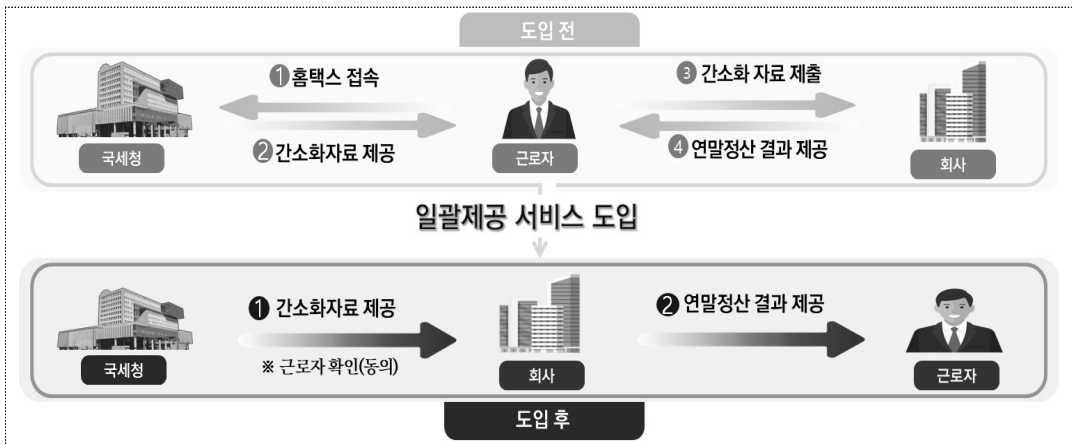 도입 전
❶홈택스 접속
❷간소화자료 제공
❸ 간소화 자료 제출
❹연말정산 결과 제공
국세청
근로자
회사
일괄제공 서비스 도입
❶ 간소화자료 제공
※ 근로자 확인(동의)
❷ 연말정산 결과 제공
국세청
회사
근로자
도입 후